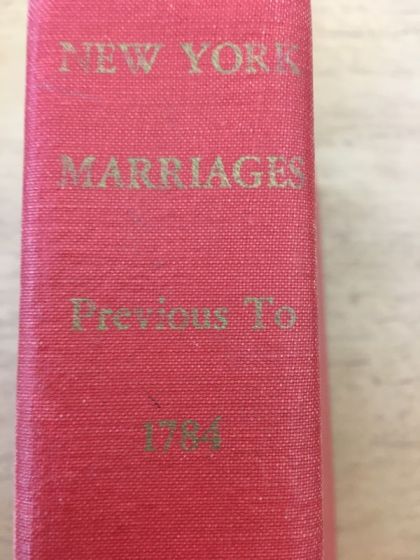 NEW YORK
MARRIAGES
Previous To
1784